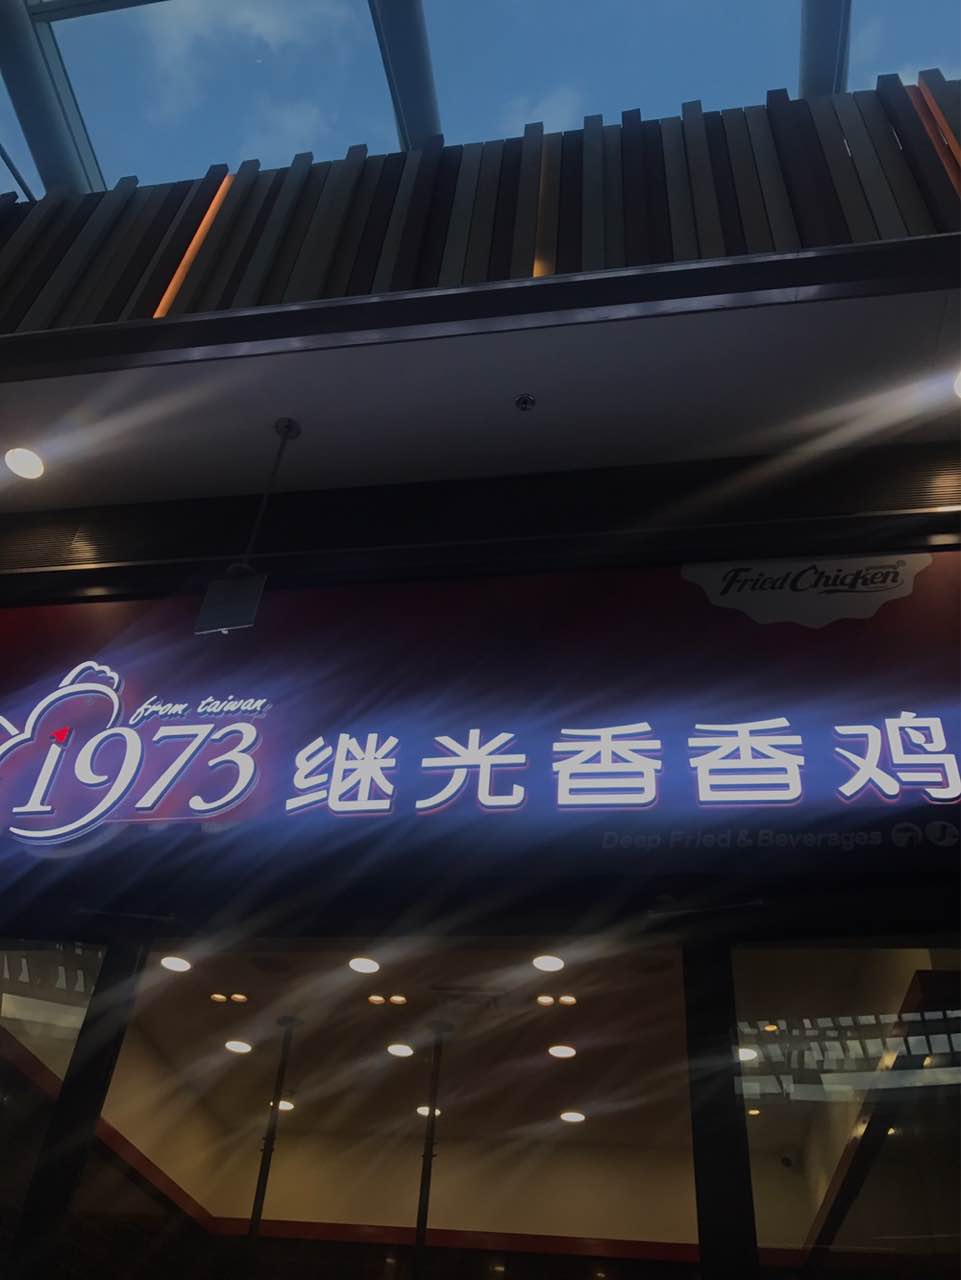 Fried Chicken
from taiwan
1973 继光香香鸡
Deep Fried & Beverages